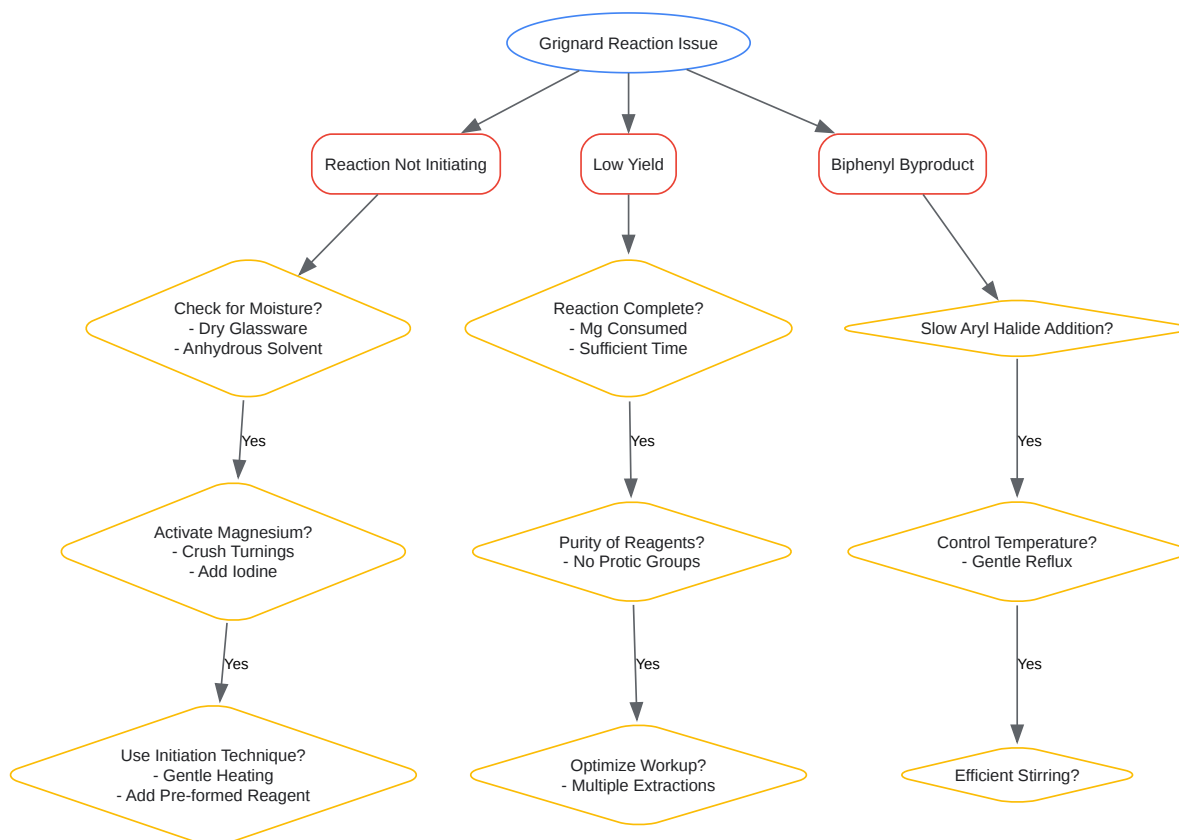 Grignard Reaction Issue
Reaction Not Initiating
Low Yield
Biphenyl Byproduct
Check for Moisture?
- Dry Glassware
- Anhydrous Solvent
Reaction Complete?
- Mg Consumed
- Sufficient Time
Slow Aryl Halide Addition?
Yes
Yes
Yes
Activate Magnesium?
- Crush Turnings
- Add Iodine
Purity of Reagents?
- No Protic Groups
Control Temperature?
- Gentle Reflux
Yes
Yes
Yes
Use Initiation Technique?
- Gentle Heating
- Add Pre-formed Reagent
Optimize Workup?
- Multiple Extractions
Efficient Stirring?